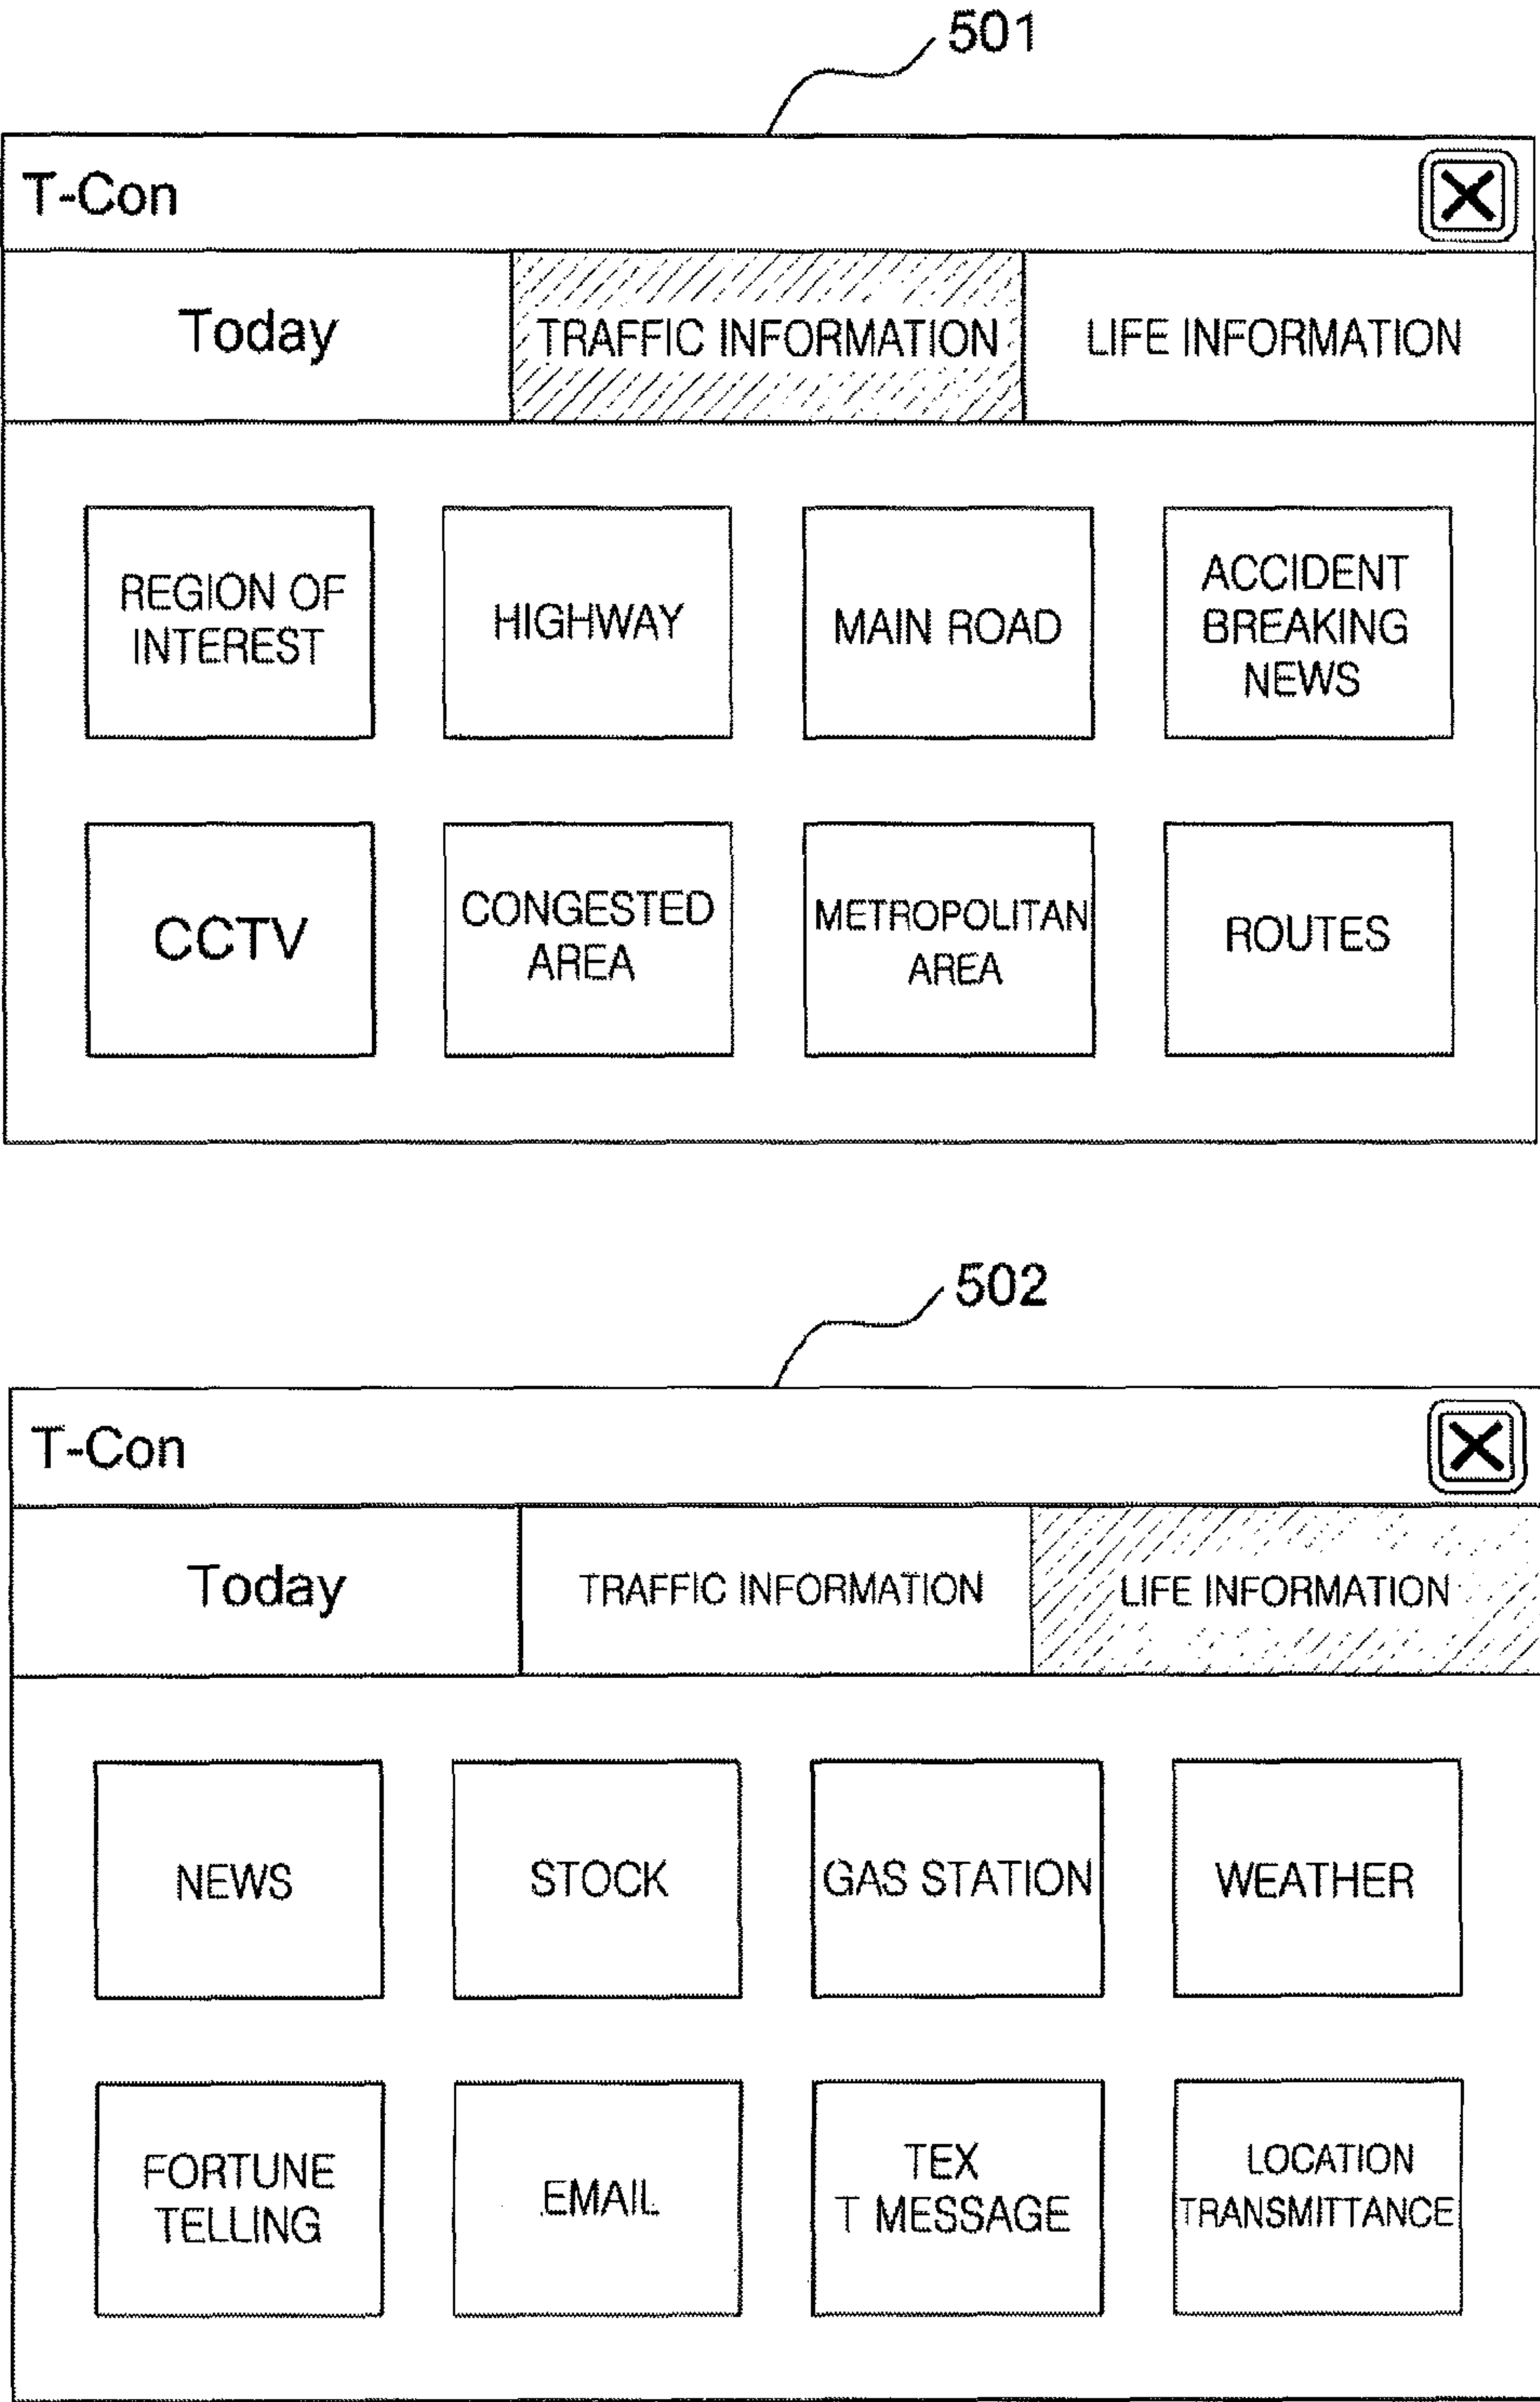 501
T-Con
Today
TRAFFIC INFORMATION
LIFE INFORMATION
REGION OF
INTEREST
HIGHWAY
MAIN ROAD
ACCIDENT
BREAKING
NEWS
CCTV
CONGESTED
AREA
METROPOLITAN
AREA
ROUTES
502
T-Con
Today
TRAFFIC INFORMATION
LIFE INFORMATION
NEWS
STOCK
GAS STATION
WEATHER
FORTUNE
TELLING
EMAIL
TEX
T MESSAGE
LOCATION
TRANSMITTANCE